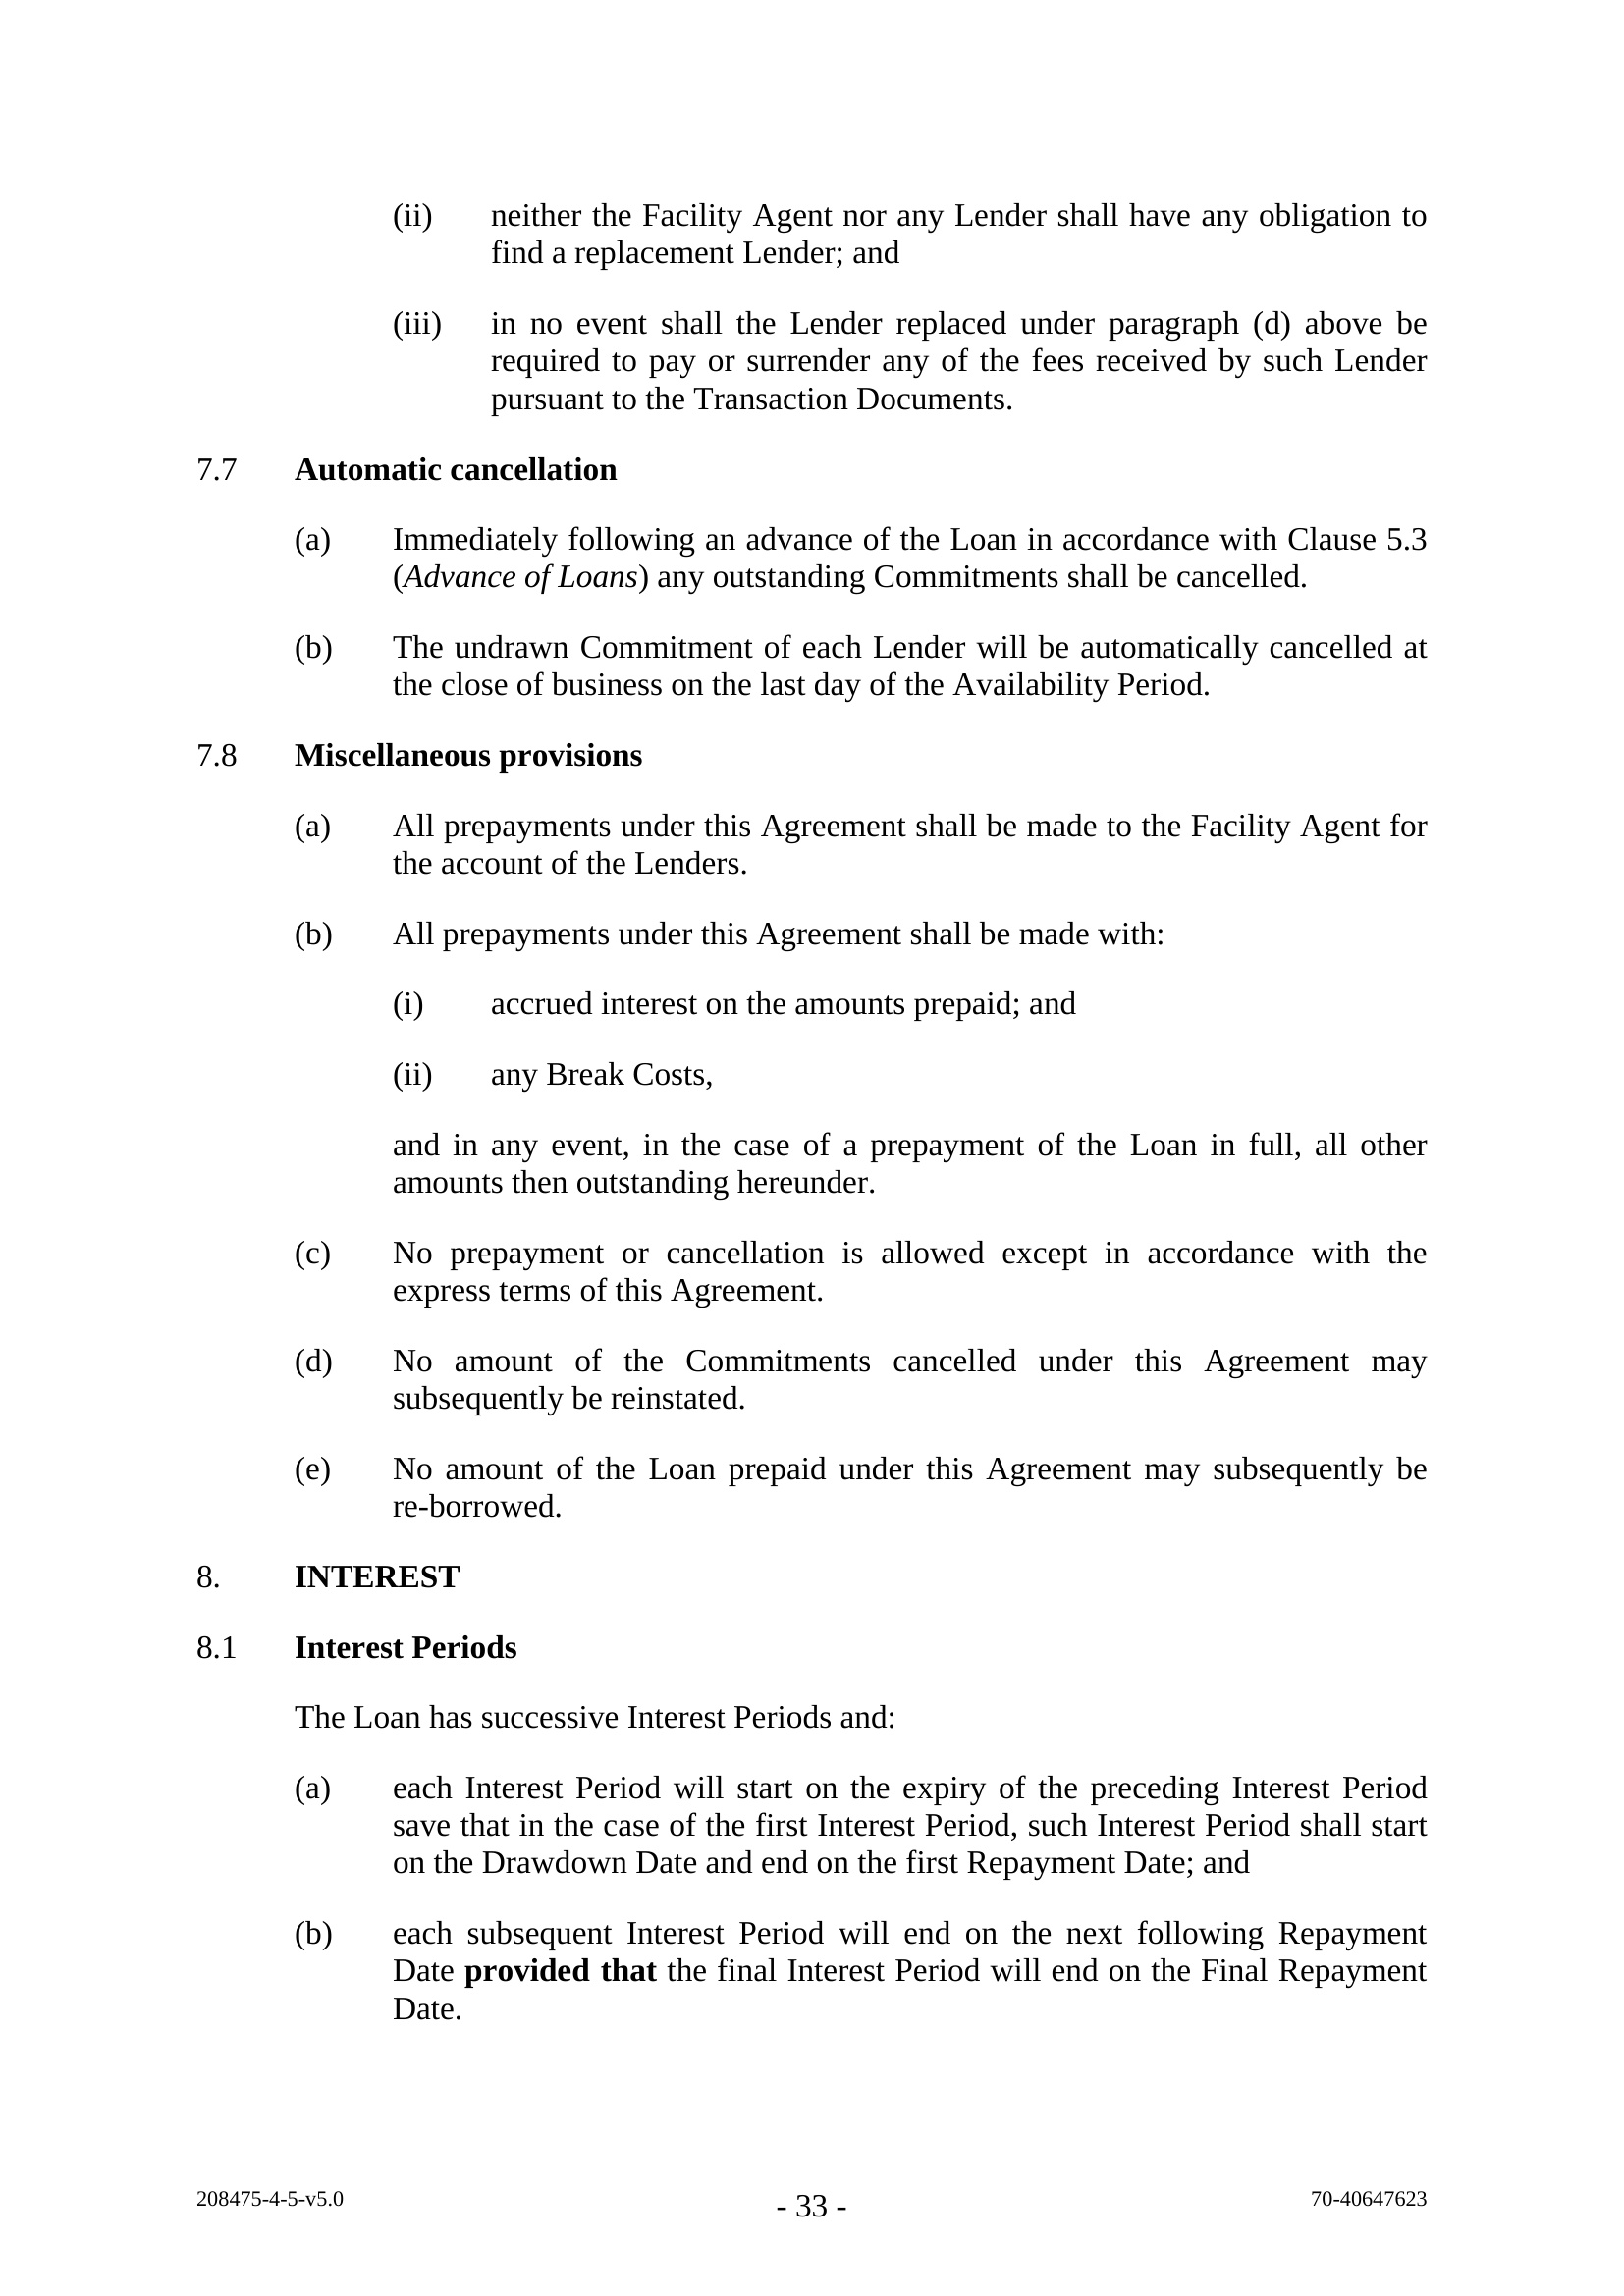 (ii) neither the Facility Agent nor any Lender shall have any obligation to
find a replacement Lender; and
(iii) in no event shall the Lender replaced under paragraph (d) above be
required to pay or surrender any of the fees received by such Lender
pursuant to the Transaction Documents.
7.7 Automatic cancellation
(a) Immediately following an advance of the Loan in accordance with Clause 5.3
(Advance of Loans) any outstanding Commitments shall be cancelled.
(b) The undrawn Commitment of each Lender will be automatically cancelled at
the close of business on the last day of the Availability Period.
7.8 Miscellaneous provisions
(a) All prepayments under this Agreement shall be made to the Facility Agent for
the account of the Lenders.
(b) All prepayments under this Agreement shall be made with:
(i) accrued interest on the amounts prepaid; and
(ii) any Break Costs,
and in any event, in the case of a prepayment of the Loan in full, all other
amounts then outstanding hereunder.
(c) No prepayment or cancellation is allowed except in accordance with the
express terms of this Agreement.
(d) No amount of the Commitments cancelled under this Agreement may
subsequently be reinstated.
(e) No amount of the Loan prepaid under this Agreement may subsequently be
re-borrowed.
8. INTEREST
8.1 Interest Periods
The Loan has successive Interest Periods and:
(a) each Interest Period will start on the expiry of the preceding Interest Period
save that in the case of the first Interest Period, such Interest Period shall start
on the Drawdown Date and end on the first Repayment Date; and
(b) each subsequent Interest Period will end on the next following Repayment
Date provided that the final Interest Period will end on the Final Repayment
Date.
208475-4-5-v5.0 - 33 - 70-40647623